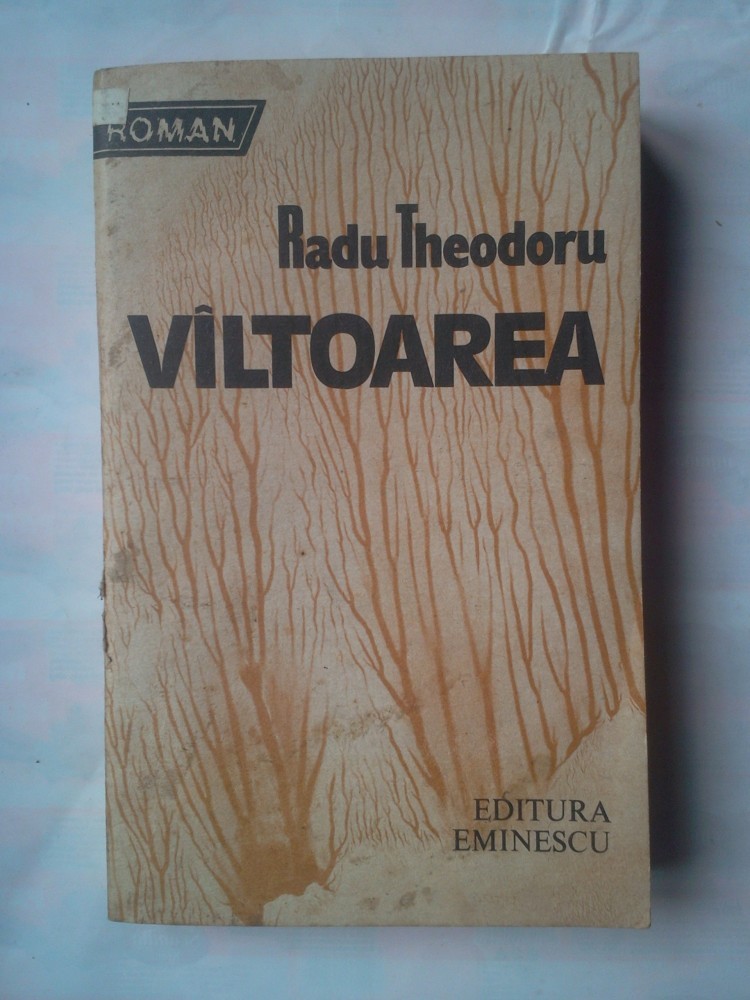 ROMAN
Radu Theodoru
VÎLTOAREA
EDITURA
EMINESCU